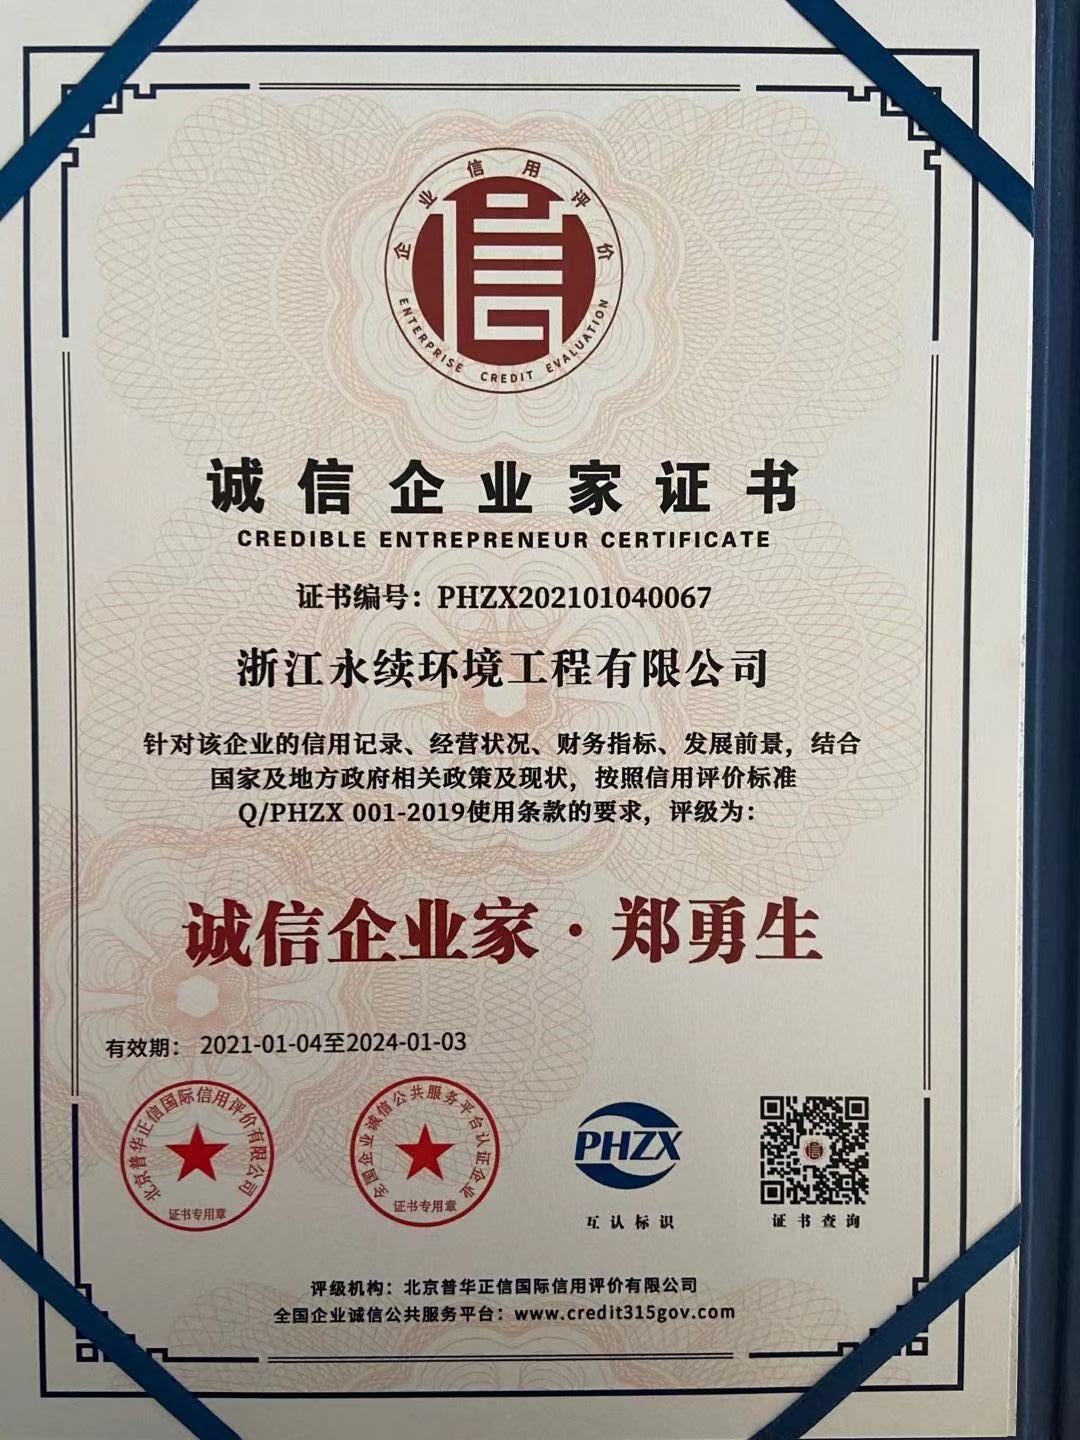 企业信用评价
信
ENTERPRISE CREDIT EVALUATION
诚信企业家证书
CREDIBLE ENTREPRENEUR CERTIFICATE
证书编号：PHZX202101040067
浙江永续环境工程有限公司
针对该企业的信用记录、经营状况、财务指标、发展前景，结合
国家及地方政府相关政策及现状，按照信用评价标准
Q/PHZX 001-2019使用条款的要求，评级为：
诚信企业家·郑勇生
有效期： 2021-01-04至2024-01-03
北京普华正信国际信用评价有限公司
证书专用章
全国企业诚信公共服务平台认证企业
证书专用章
PHZX
互认标识
证书查询
评级机构：北京普华正信国际信用评价有限公司
全国企业诚信公共服务平台：www.credit315gov.com